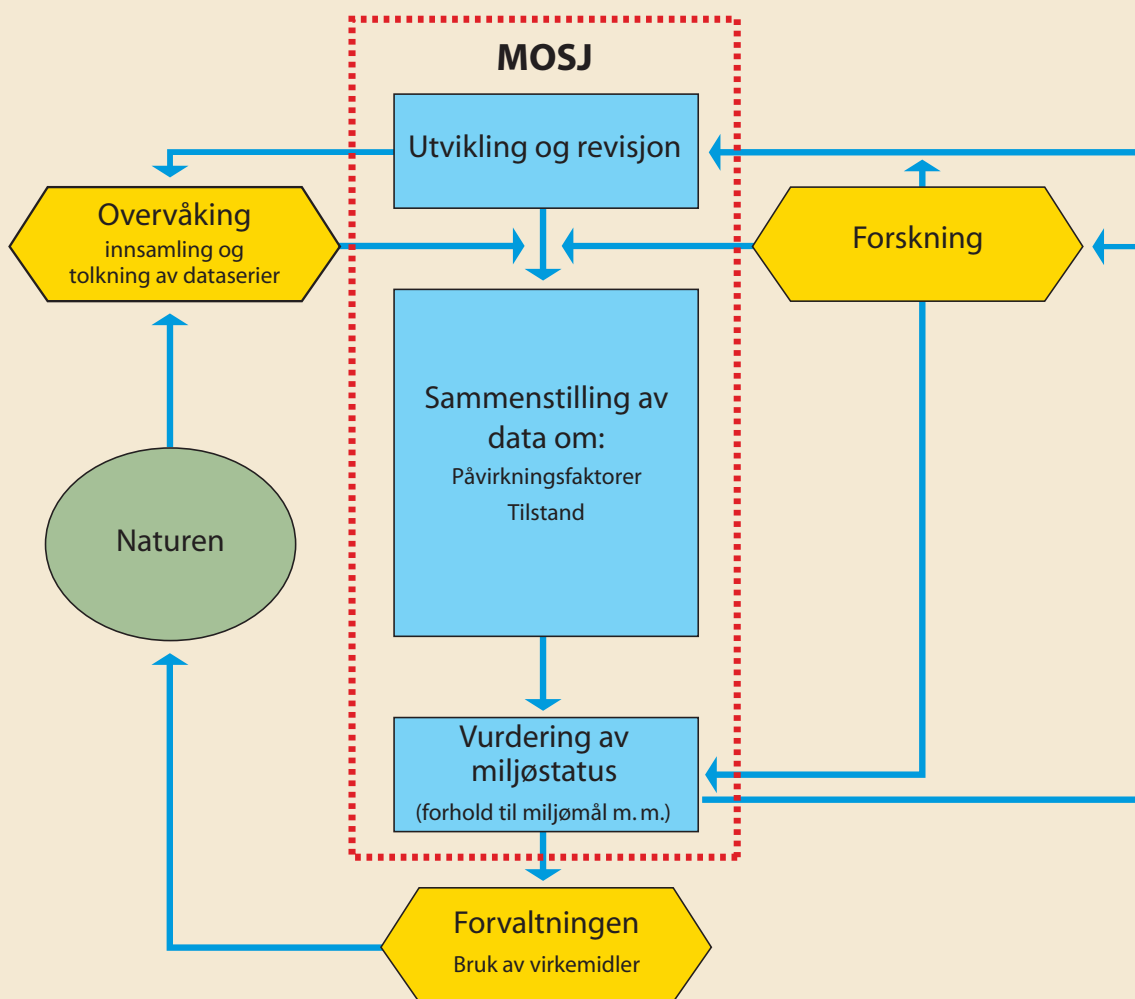 MOSJ
Utvikling og revisjon
Overvåking
innsamling og
tolkning av dataserier
Forskning
Sammenstilling av
data om:
Påvirkningsfaktorer
Tilstand
Naturen
Vurdering av
miljøstatus
(forhold til miljømål m. m.)
Forvaltningen
Bruk av virkemidler